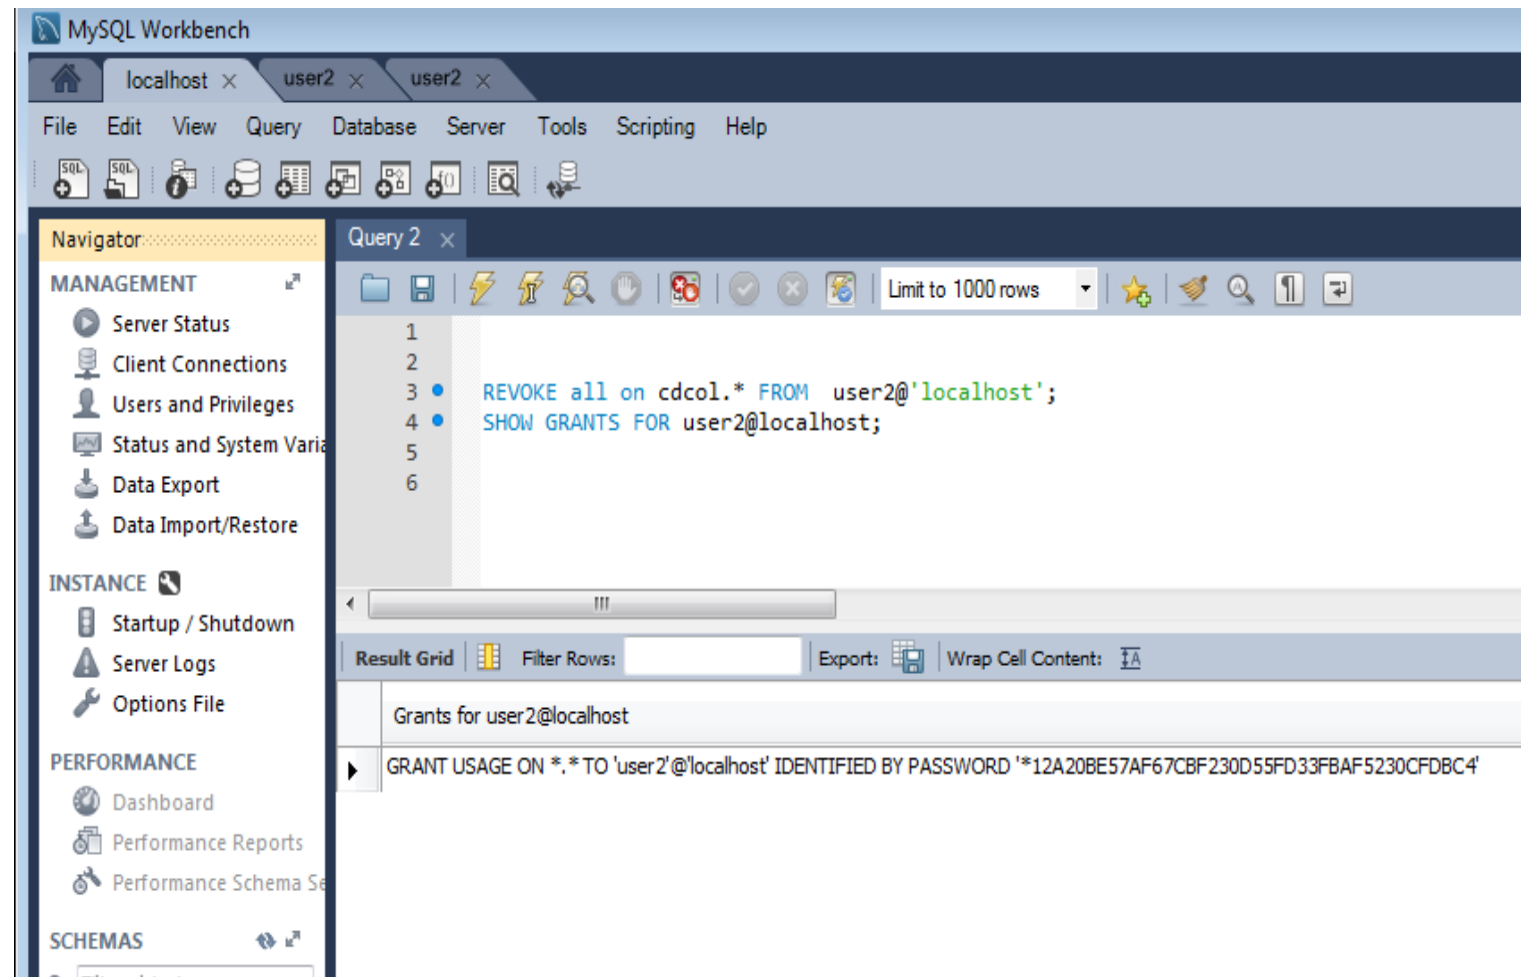 MySQL Workbench
localhost × user2 × user2 ×
File Edit View Query Database Server Tools Scripting Help
SQL SQL f()
Navigator
Query 2 ×
MANAGEMENT
Limit to 1000 rows
Server Status
Client Connections
Users and Privileges
Status and System Varia
Data Export
Data Import/Restore
1
2
3 REVOKE all on cdcol.* FROM user2@'localhost';
4 SHOW GRANTS FOR user2@localhost;
5
6
INSTANCE
Startup / Shutdown
Server Logs
Options File
Result Grid Filter Rows: Export: Wrap Cell Content: IA
Grants for user2@localhost
GRANT USAGE ON *.* TO 'user2'@'localhost' IDENTIFIED BY PASSWORD '*12A20BE57AF67CBF230D55FD33FBAF5230CFDBC4'
PERFORMANCE
Dashboard
Performance Reports
Performance Schema Se
SCHEMAS